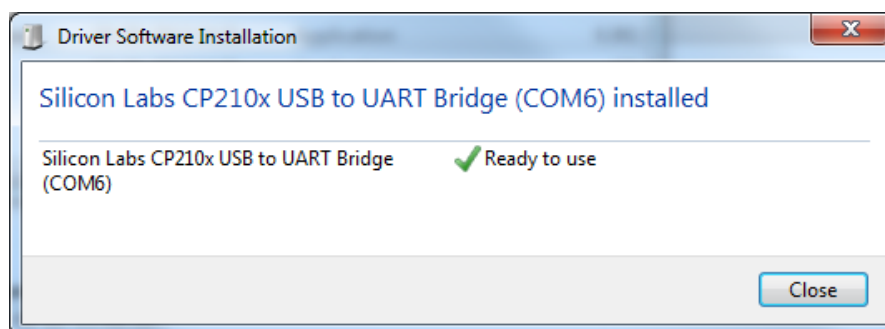 Driver Software Installation
Silicon Labs CP210x USB to UART Bridge (COM6) installed
Silicon Labs CP210x USB to UART Bridge
(COM6)
Ready to use
Close